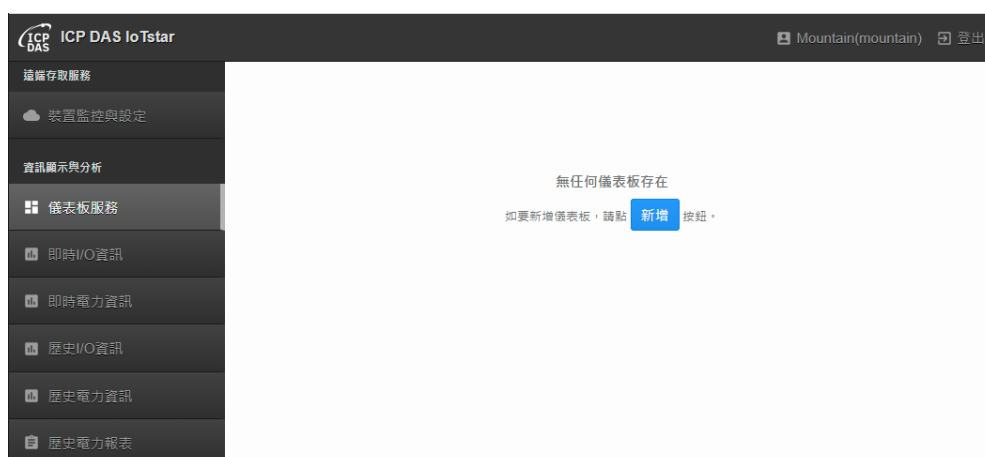 ICP DAS
ICP DAS IoTstar
Mountain(mountain) 登出
遠端存取服務
裝置監控與設定
資訊顯示與分析
儀表板服務
即時I/O資訊
即時電力資訊
歷史I/O資訊
歷史電力資訊
歷史電力報表
無任何儀表板存在
如要新增儀表板，請點 新增 按鈕。